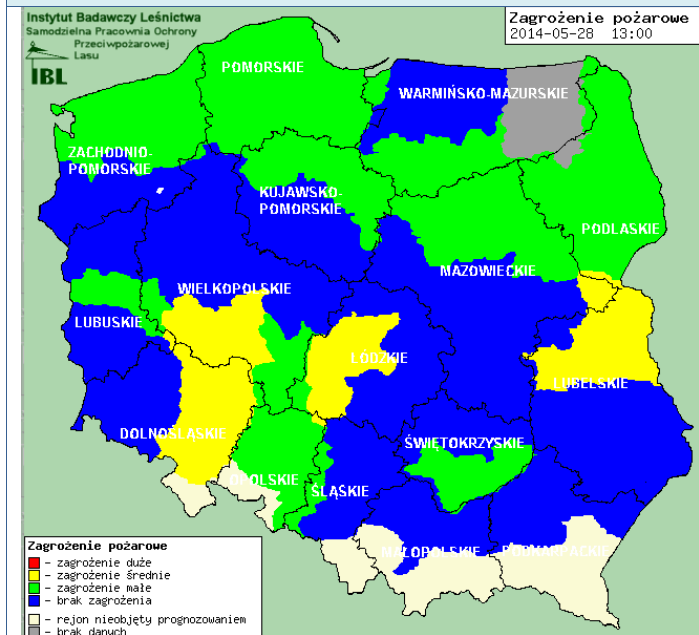 Instytut Badawczy Leśnictwa
Samodzielna Pracownia Ochrony
Przeciwpożarowej
Lasu
IBL
Zagrożenie pożarowe
2014-05-28 13:00
POMORSKIE
WARMIŃSKO-MAZURSKIE
ZACHODNIO-
POMORSKIE
KUJAWSKO-
POMORSKIE
PODLASKIE
MAZOWIECKIE
WIELKOPOLSKIE
LUBUSKIE
ŁÓDZKIE
LUBELSKIE
DOLNOŚLĄSKIE
ŚWIĘTOKRZYSKIE
OPOLSKIE
ŚLĄSKIE
MAŁOPOLSKIE
PODKARPACKIE
Zagrożenie pożarowe
- zagrożenie duże
- zagrożenie średnie
- zagrożenie małe
- brak zagrożenia
- rejon nieobjęty prognozowaniem
- brak danych